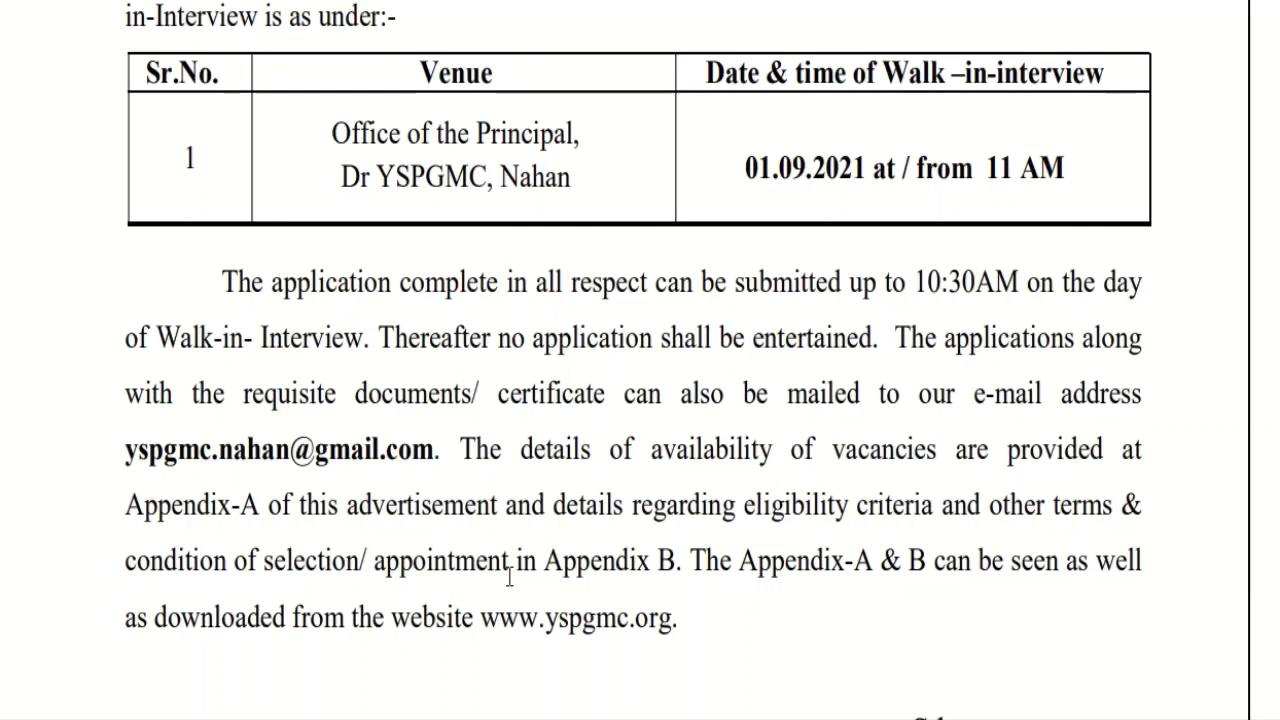 in-Interview is as under:-
Sr.No. Venue Date & time of Walk –in-interview
1 Office of the Principal,
Dr YSPGMC, Nahan
01.09.2021 at / from 11 AM
The application complete in all respect can be submitted up to 10:30AM on the day
of Walk-in- Interview. Thereafter no application shall be entertained. The applications along
with the requisite documents/ certificate can also be mailed to our e-mail address
yspgmc.nahan@gmail.com. The details of availability of vacancies are provided at
Appendix-A of this advertisement and details regarding eligibility criteria and other terms &
condition of selection/ appointment in Appendix B. The Appendix-A & B can be seen as well
as downloaded from the website www.yspgmc.org.